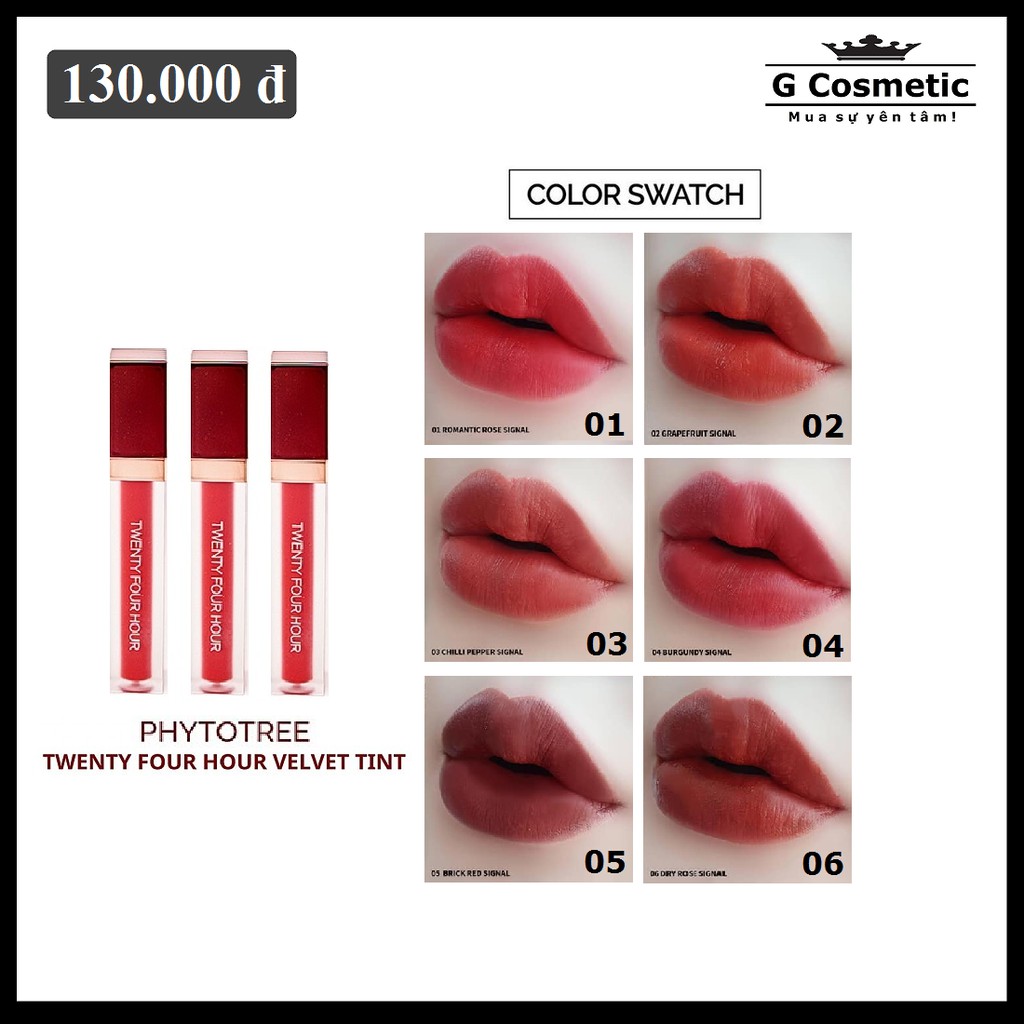 130.000 đ
G Cosmetic
Mua sự yên tâm!
COLOR SWATCH
01 ROMANTIC ROSE SIGNAL
01
02 GRAPEFRUIT SIGNAL
02
03 CHILLI PEPPER SIGNAL
03
04 BURGUNDY SIGNAL
04
05 BRICK RED SIGNAL
05
06 DRY ROSE SIGNAL
06
TWENTY FOUR HOUR
TWENTY FOUR HOUR
TWENTY FOUR HOUR
PHYTOTREE
TWENTY FOUR HOUR VELVET TINT